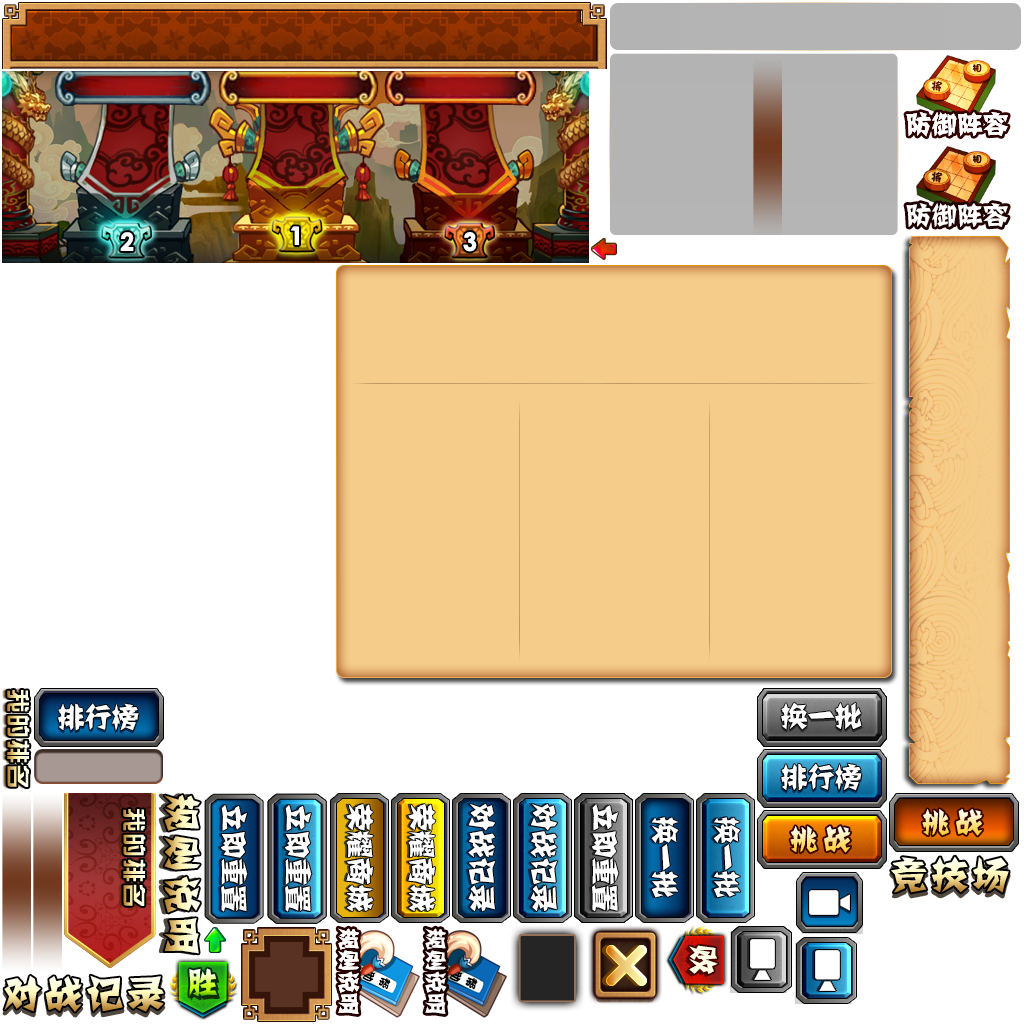 2
1
3
将
相
防御阵容
将
相
防御阵容
我的排名
排行榜
换一批
排行榜
挑战
挑战
竞技场
我的排名
规则说明
立即重置
立即重置
荣耀商城
荣耀商城
对战记录
对战记录
立即重置
换一批
换一批
对战记录
胜
规则说明
规则说明
败